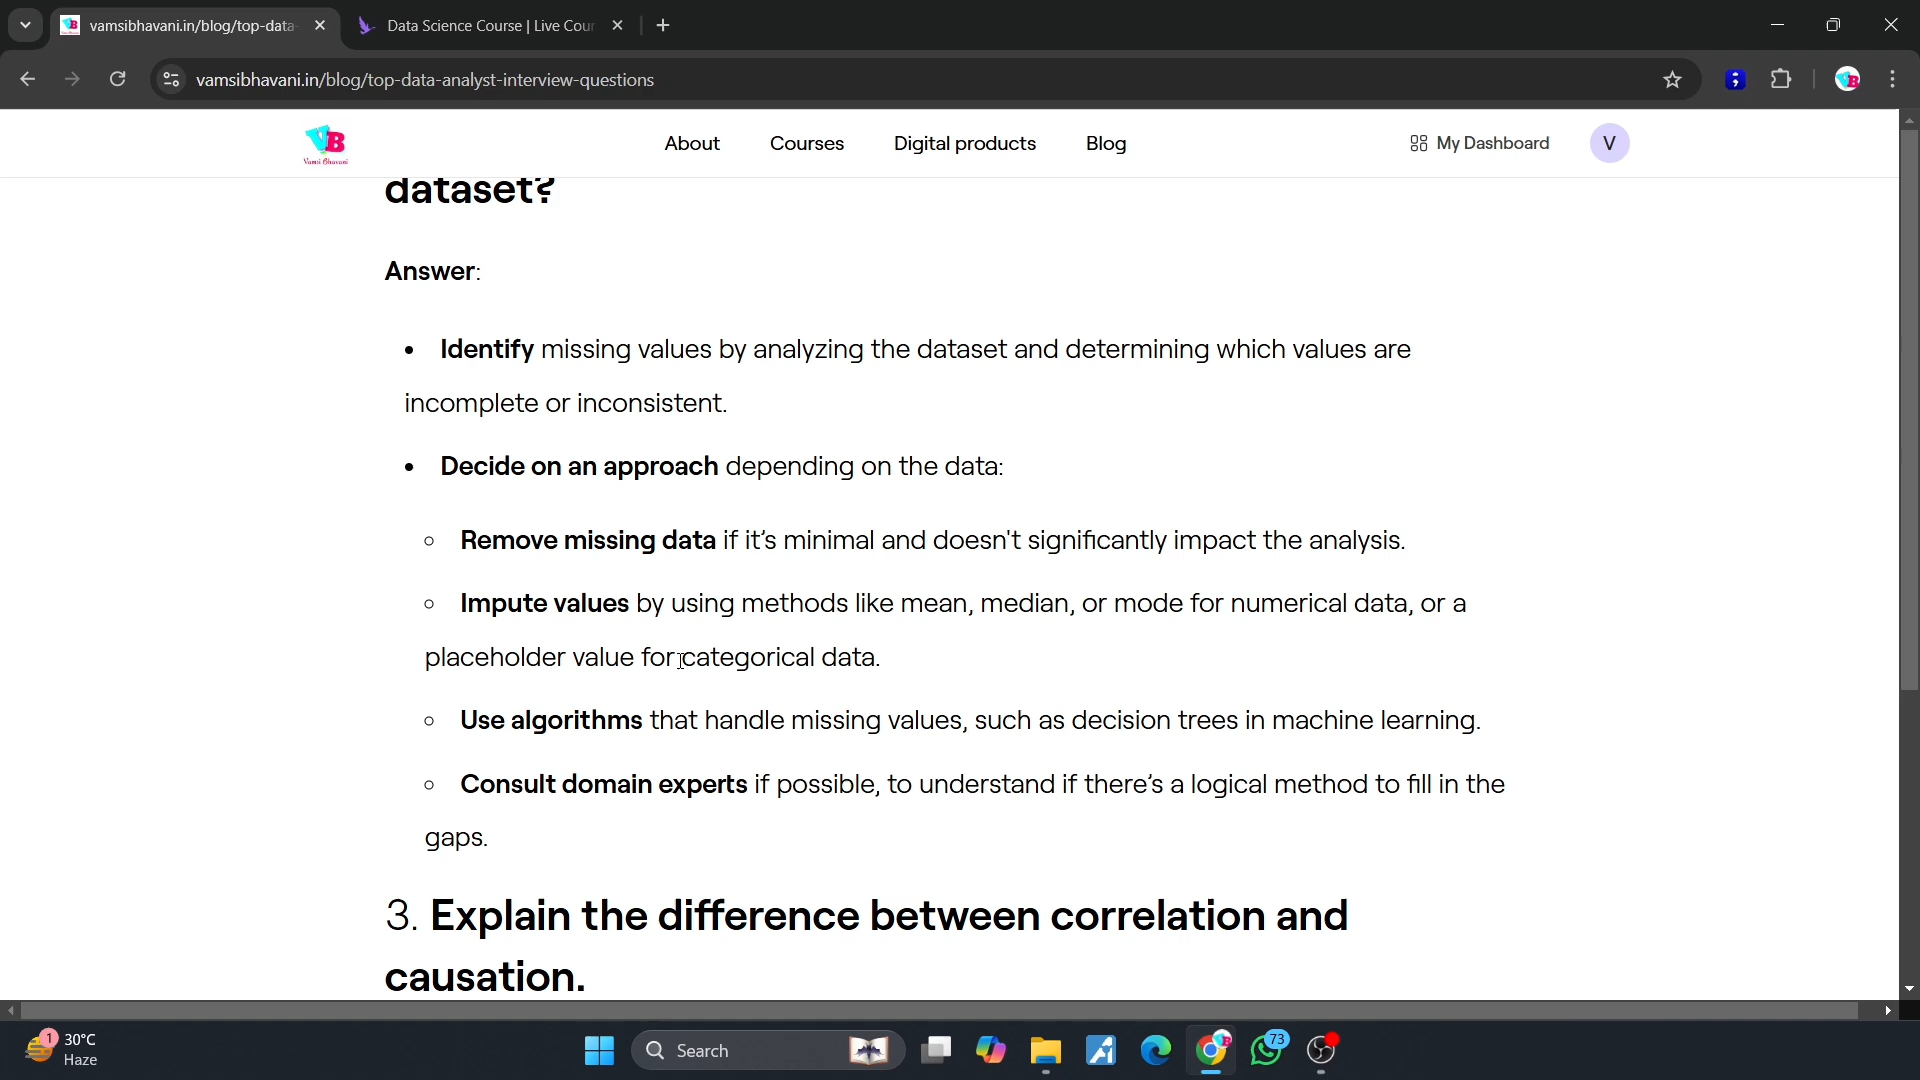 vamsibhavani.in/blog/top-data-
Data Science Course | Live Cour
vamsibhavani.in/blog/top-data-analyst-interview-questions
VB
Vamsi Bhavani
About
Courses
Digital products
Blog
My Dashboard
V
dataset?
Answer:
• Identify missing values by analyzing the dataset and determining which values are
incomplete or inconsistent.
• Decide on an approach depending on the data:
○ Remove missing data if it’s minimal and doesn't significantly impact the analysis.
○ Impute values by using methods like mean, median, or mode for numerical data, or a
placeholder value for categorical data.
○ Use algorithms that handle missing values, such as decision trees in machine learning.
○ Consult domain experts if possible, to understand if there’s a logical method to fill in the
gaps.
3. Explain the difference between correlation and
causation.
1
30°C
Haze
Search
73